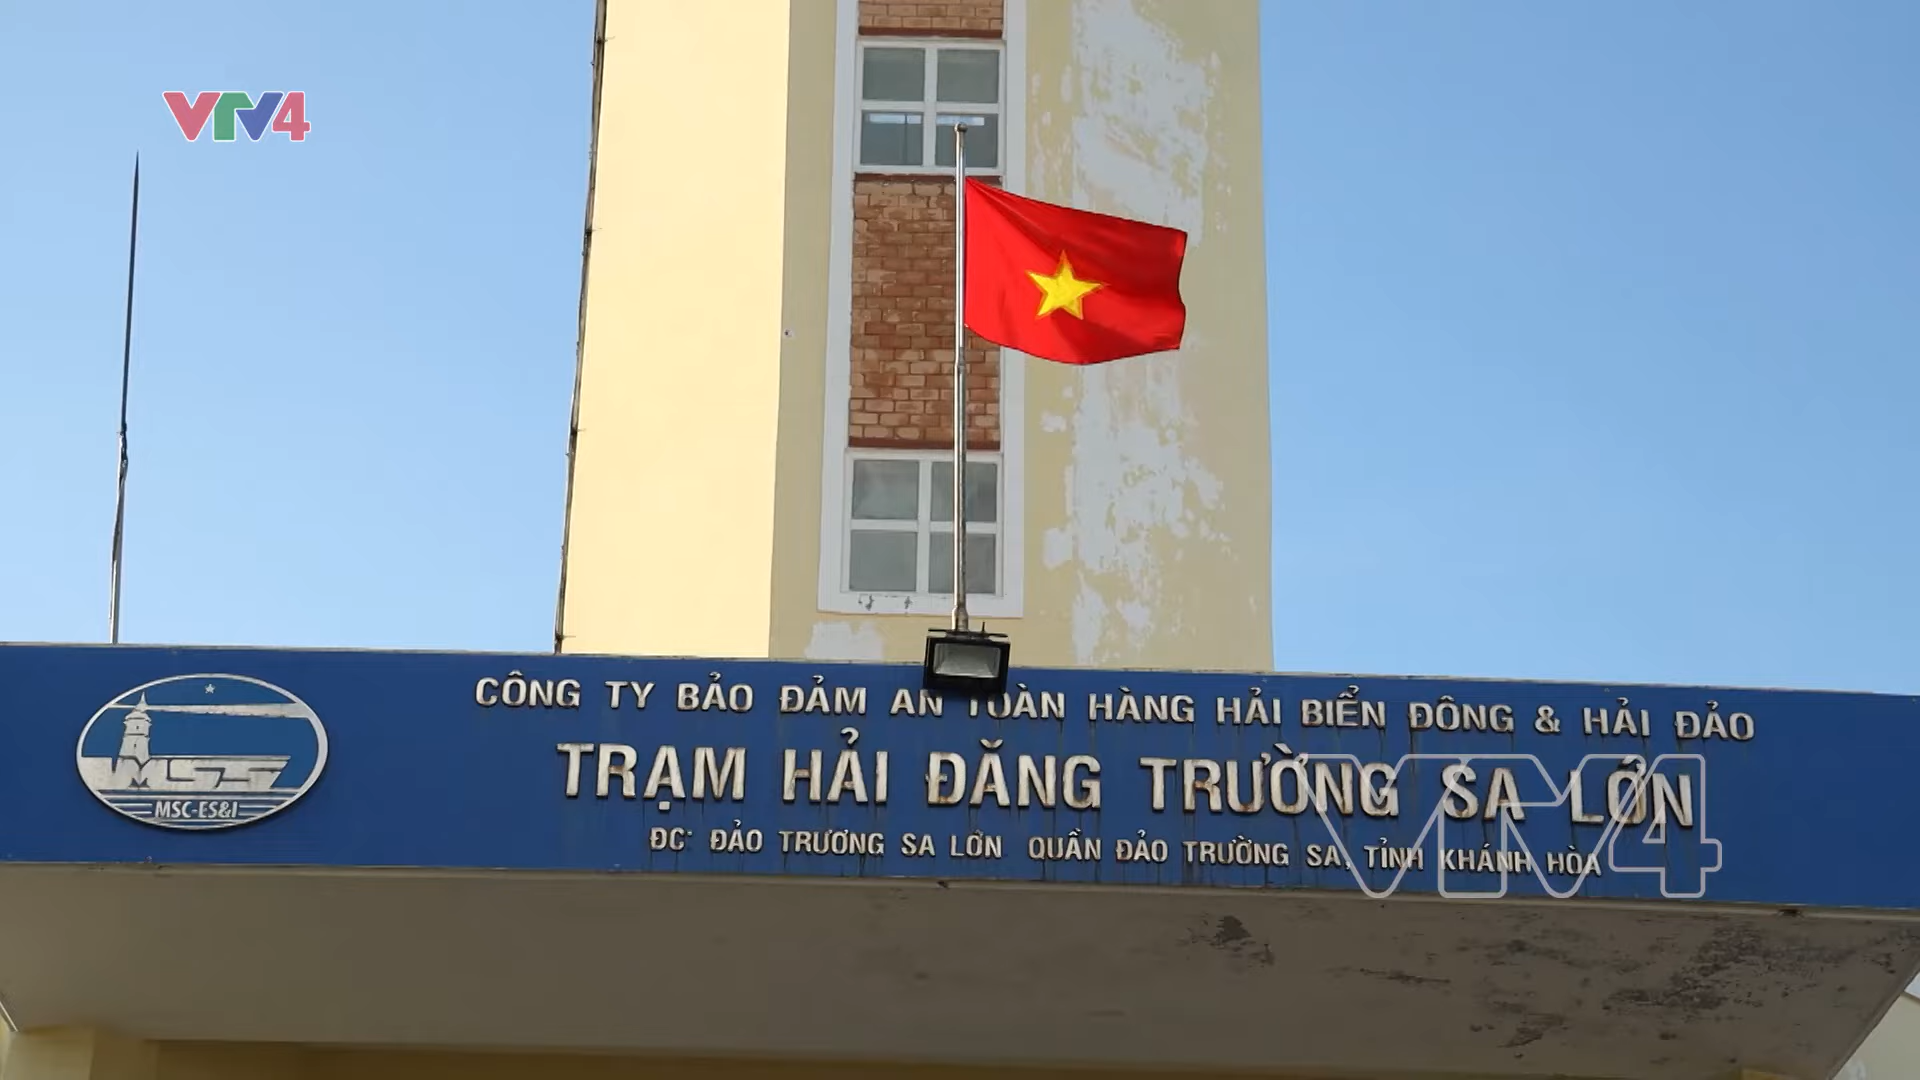 VTV4
CÔNG TY BẢO ĐẢM AN TOÀN HÀNG HẢI BIỂN ĐÔNG & HẢI ĐẢO
TRẠM HẢI ĐĂNG TRƯỜNG SA LỚN
MSC-ES&I
ĐC: ĐẢO TRƯƠNG SA LỚN QUẦN ĐẢO TRƯỜNG SA, TỈNH KHÁNH HÒA
VTV4